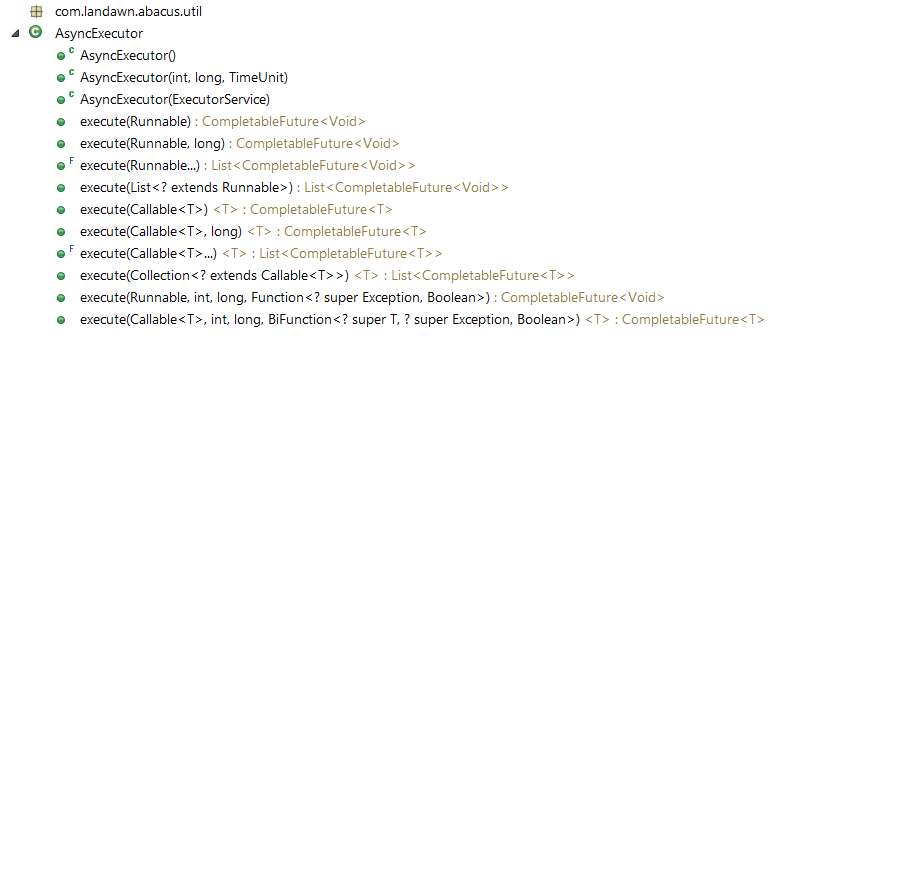 com.landawn.abacus.util
C AsyncExecutor
C AsyncExecutor()
C AsyncExecutor(int, long, TimeUnit)
C AsyncExecutor(ExecutorService)
execute(Runnable) : CompletableFuture<Void>
execute(Runnable, long) : CompletableFuture<Void>
F execute(Runnable...) : List<CompletableFuture<Void>>
execute(List<? extends Runnable>) : List<CompletableFuture<Void>>
execute(Callable<T>) <T> : CompletableFuture<T>
execute(Callable<T>, long) <T> : CompletableFuture<T>
F execute(Callable<T>...) <T> : List<CompletableFuture<T>>
execute(Collection<? extends Callable<T>>) <T> : List<CompletableFuture<T>>
execute(Runnable, int, long, Function<? super Exception, Boolean>) : CompletableFuture<Void>
execute(Callable<T>, int, long, BiFunction<? super T, ? super Exception, Boolean>) <T> : CompletableFuture<T>